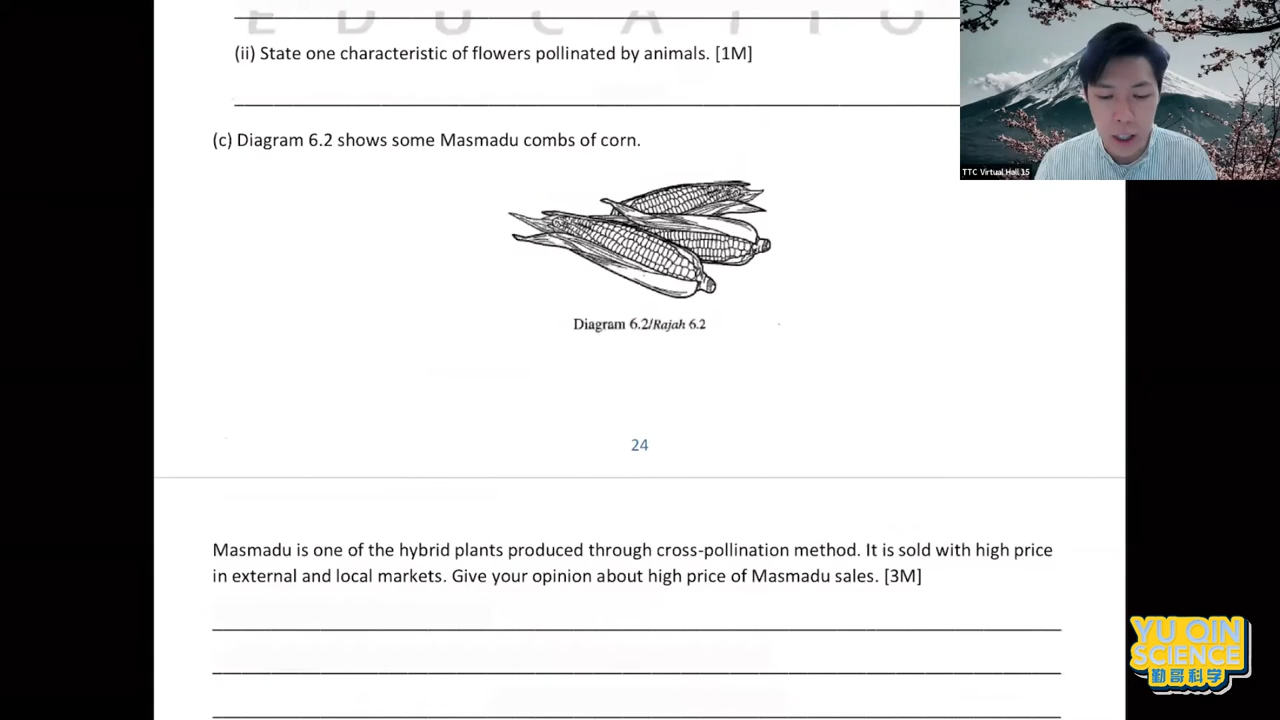 EDUCATIO
(ii) State one characteristic of flowers pollinated by animals. [1M]
(c) Diagram 6.2 shows some Masmadu combs of corn.
TTC Virtual Hall 15
Diagram 6.2/Rajah 6.2
24
Masmadu is one of the hybrid plants produced through cross-pollination method. It is sold with high price
in external and local markets. Give your opinion about high price of Masmadu sales. [3M]
YU QIN
SCIENCE
勤哥科学